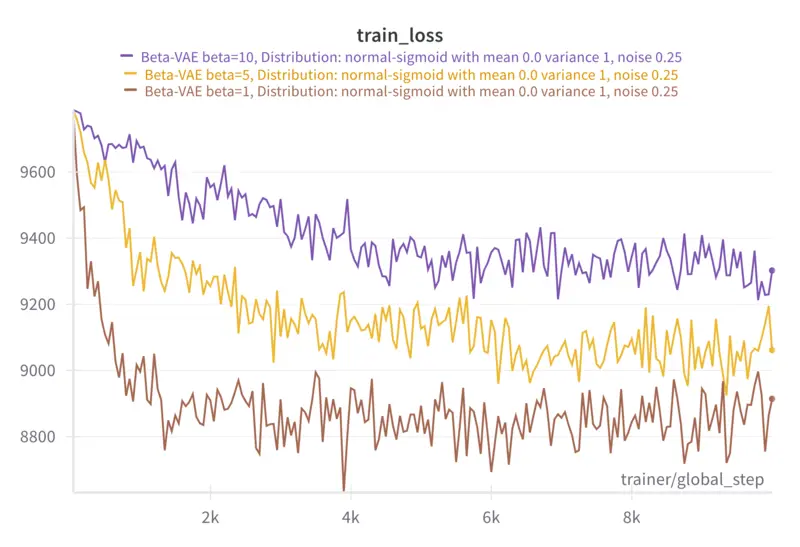 train_loss
Beta-VAE beta=10, Distribution: normal-sigmoid with mean 0.0 variance 1, noise 0.25
Beta-VAE beta=5, Distribution: normal-sigmoid with mean 0.0 variance 1, noise 0.25
Beta-VAE beta=1, Distribution: normal-sigmoid with mean 0.0 variance 1, noise 0.25
9600
9400
9200
9000
8800
trainer/global_step
2k 4k 6k 8k